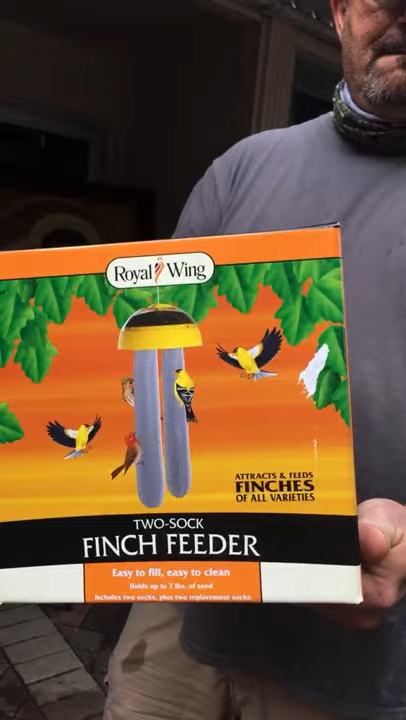 Royal Wing
ATTRACTS & FEEDS
FINCHES
OF ALL VARIETIES
TWO-SOCK
FINCH FEEDER
Easy to fill, easy to clean
Holds up to 7 lbs. of seed
Includes two socks, plus two replacement socks